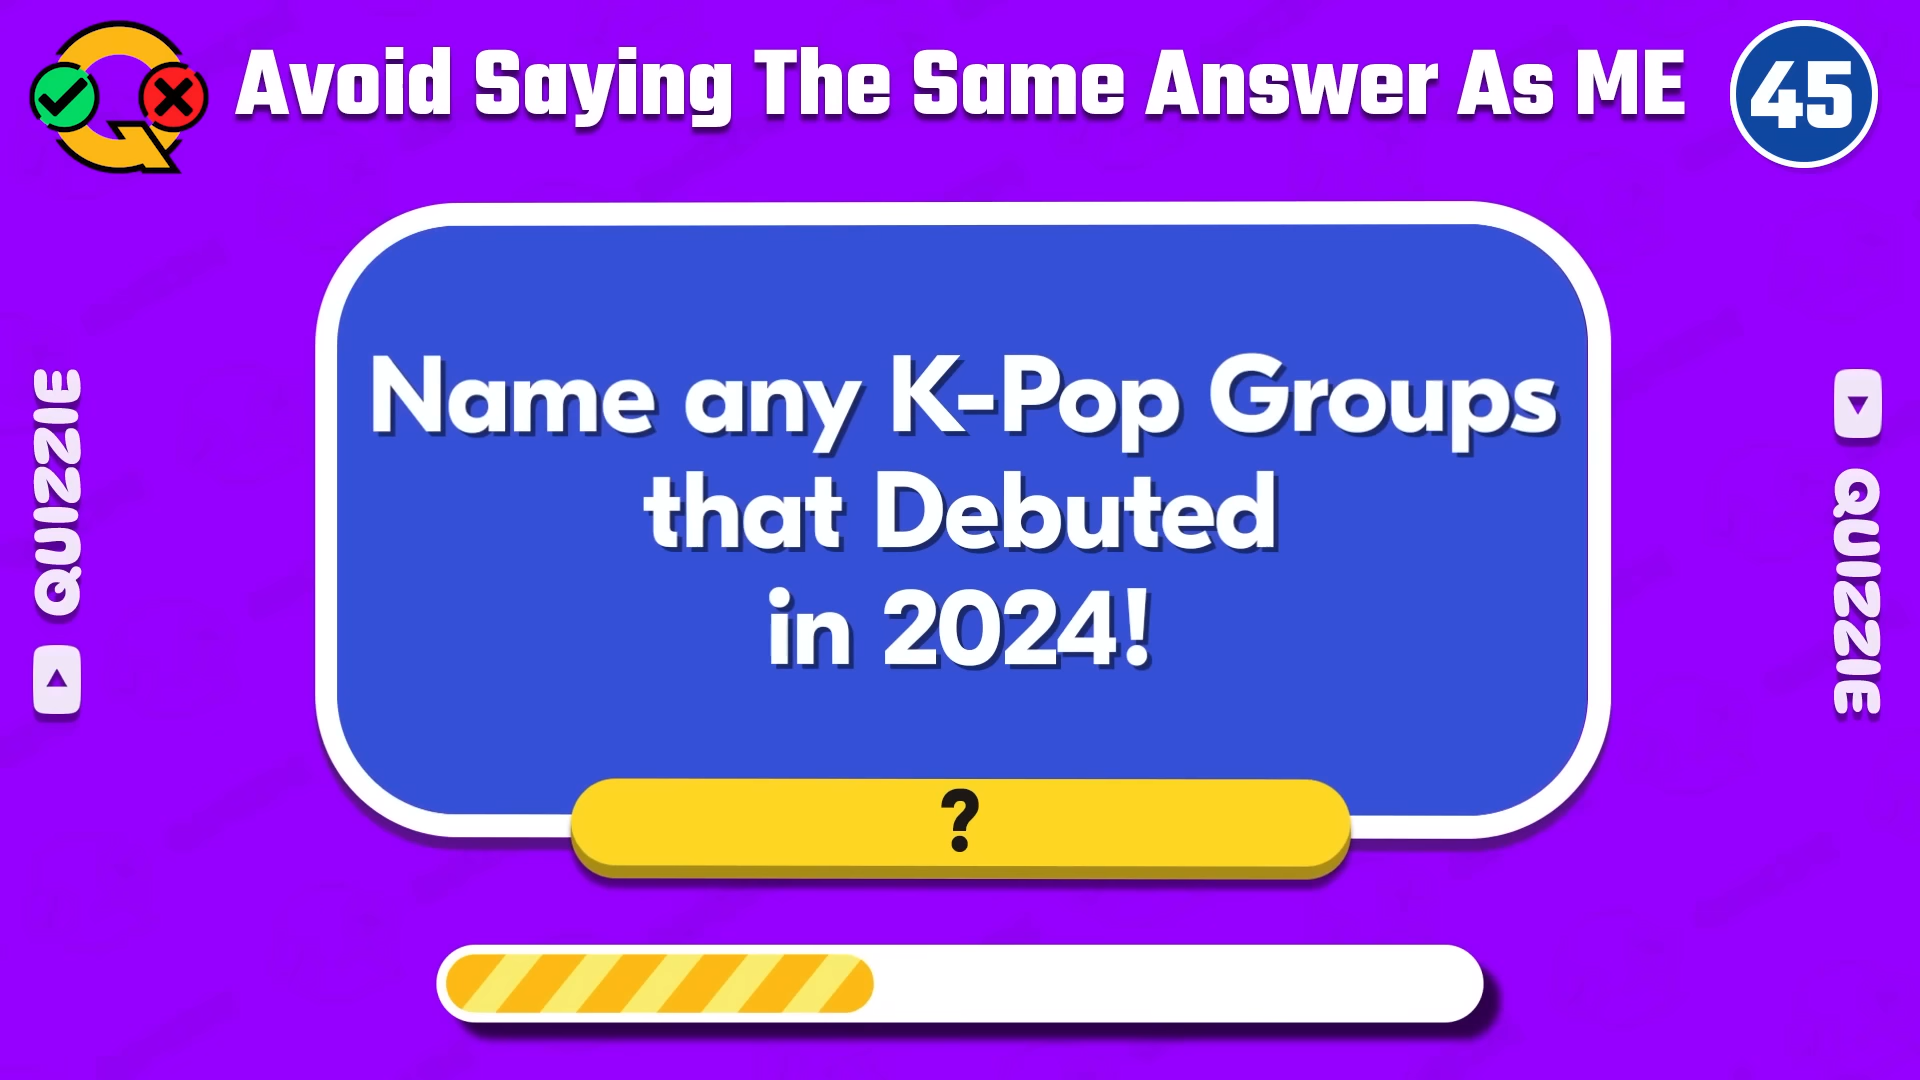 Avoid Saying The Same Answer As ME
45
Name any K-Pop Groups
that Debuted
in 2024!
?
QUIZZIE
QUIZZIE